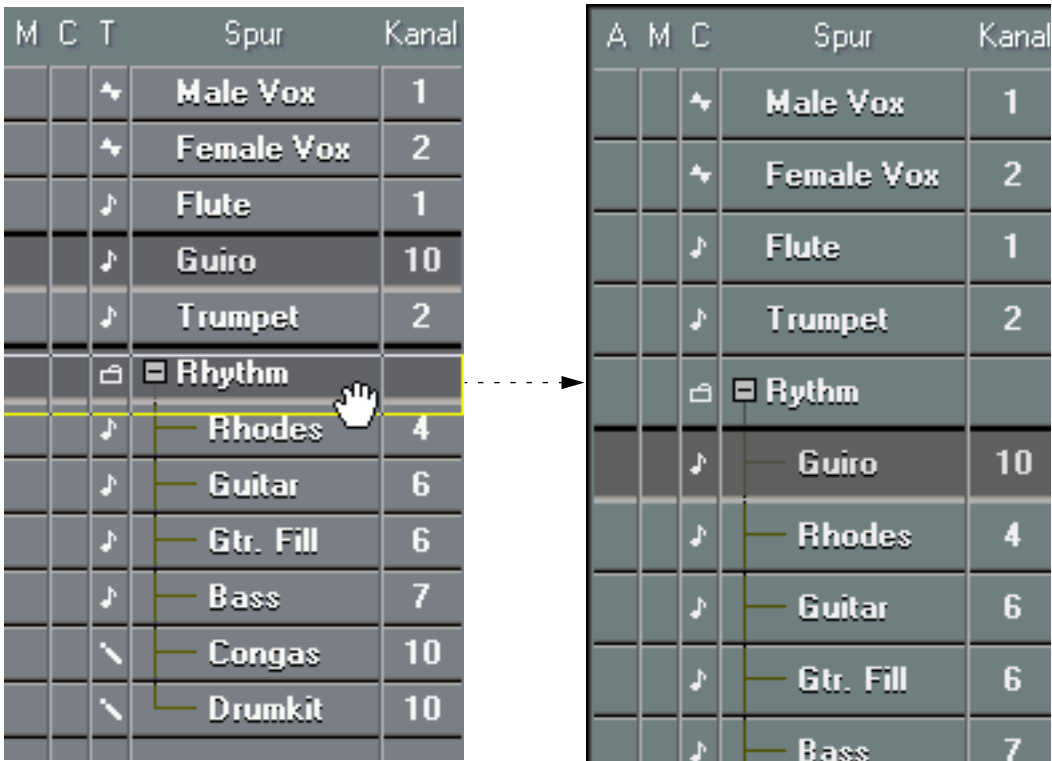 M C T Spur Kanal
Male Vox 1
Female Vox 2
Flute 1
Guiro 10
Trumpet 2
Rhythm
Rhodes 4
Guitar 6
Gtr. Fill 6
Bass 7
Congas 10
Drumkit 10
A M C Spur Kanal
Male Vox 1
Female Vox 2
Flute 1
Trumpet 2
Rythm
Guiro 10
Rhodes 4
Guitar 6
Gtr. Fill 6
Bass 7